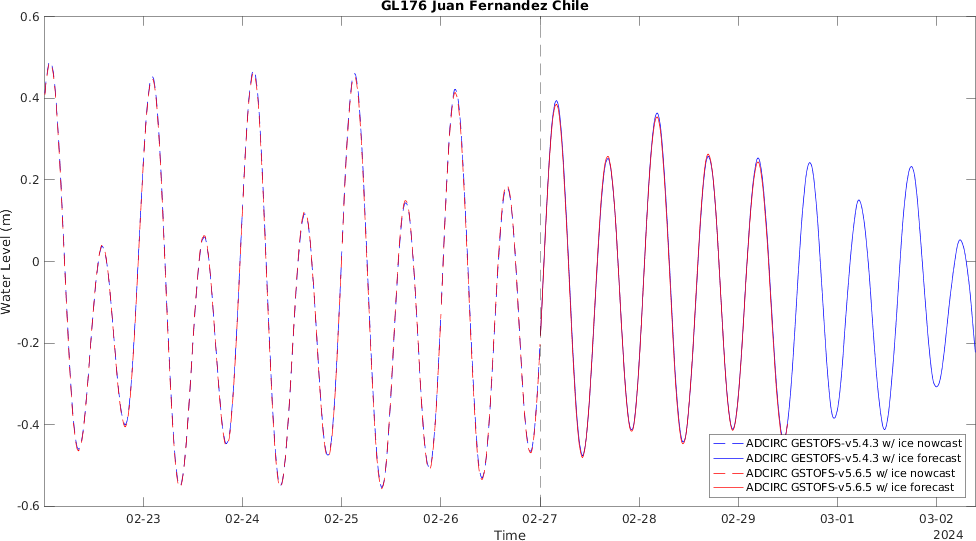 GL176 Juan Fernandez Chile
0.6
0.4
0.2
0
-0.2
-0.4
-0.6
Water Level (m)
ADCIRC GESTOFS-v5.4.3 w/ ice nowcast
ADCIRC GESTOFS-v5.4.3 w/ ice forecast
ADCIRC GSTOFS-v5.6.5 w/ ice nowcast
ADCIRC GSTOFS-v5.6.5 w/ ice forecast
02-23 02-24 02-25 02-26 02-27 02-28 02-29 03-01 03-02
2024
Time